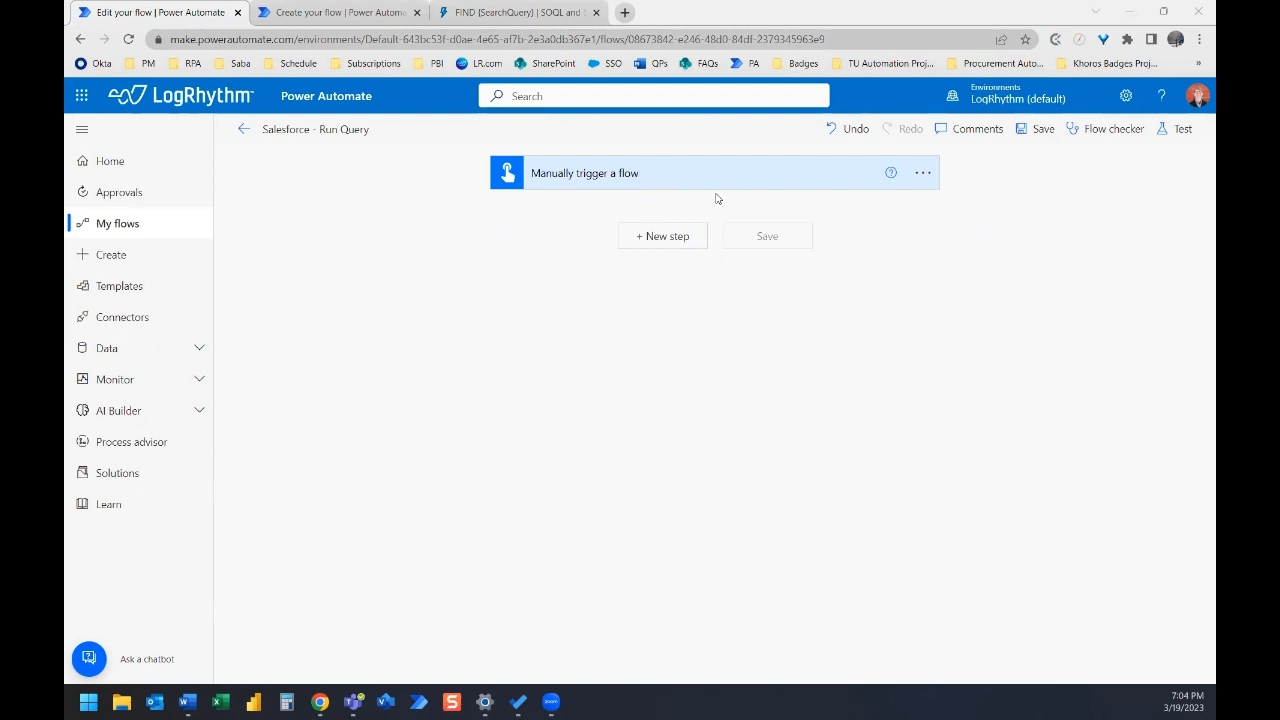 Edit your flow | Power Automate
Create your flow | Power Automa
FIND {SearchQuery} | SOQL and
make.powerautomate.com/environments/Default-643bc53f-d0ae-4e65-af7b-2e3a0db367e1/flows/08673842-e246-48d0-84df-2379345963e9
Okta PM RPA Saba Schedule Subscriptions PBI LR.com SharePoint SSO QPs FAQs PA Badges TU Automation Proj... Procurement Auto... Khoros Badges Proj... »
LogRhythm
Power Automate
Search
Environments
LogRhythm (default)
Salesforce - Run Query
Undo Redo Comments Save Flow checker Test
Manually trigger a flow
+ New step
Save
Home
Approvals
My flows
Create
Templates
Connectors
Data
Monitor
AI Builder
Process advisor
Solutions
Learn
Ask a chatbot
7:04 PM
3/19/2023